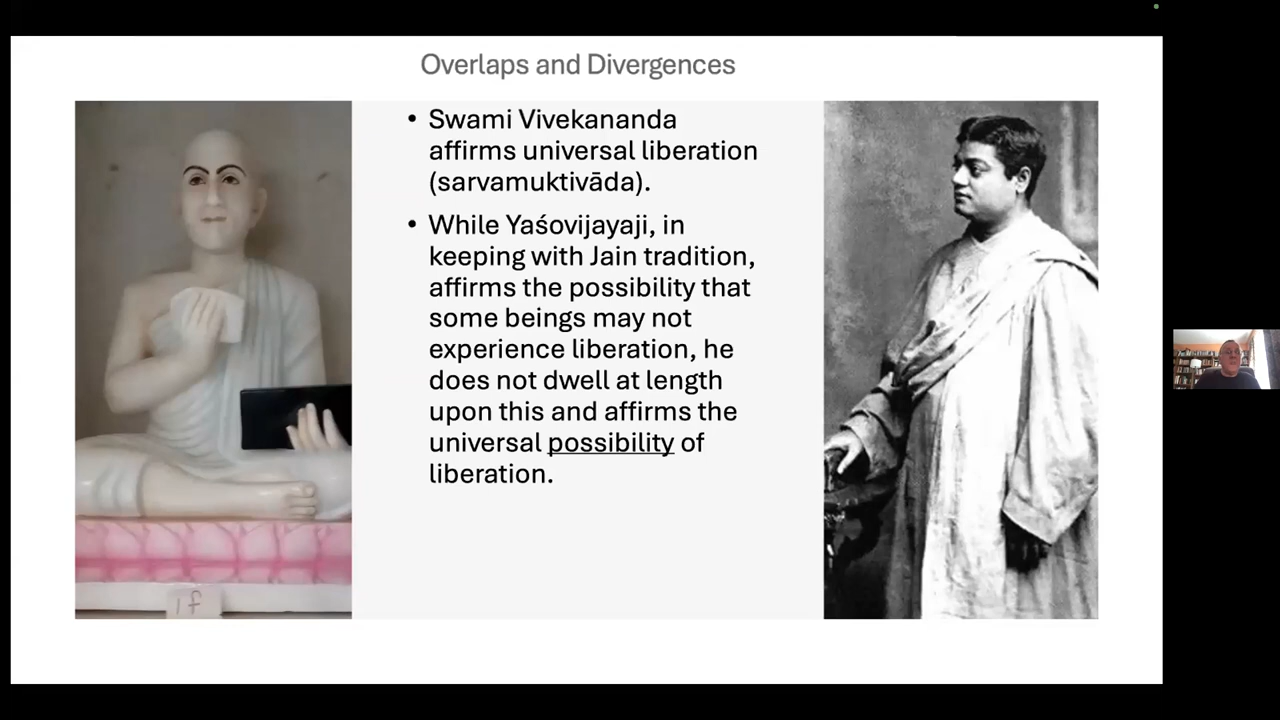 Overlaps and Divergences
• Swami Vivekananda
affirms universal liberation
(sarvamuktivāda).
• While Yaśovijayaji, in
keeping with Jain tradition,
affirms the possibility that
some beings may not
experience liberation, he
does not dwell at length
upon this and affirms the
universal possibility of
liberation.